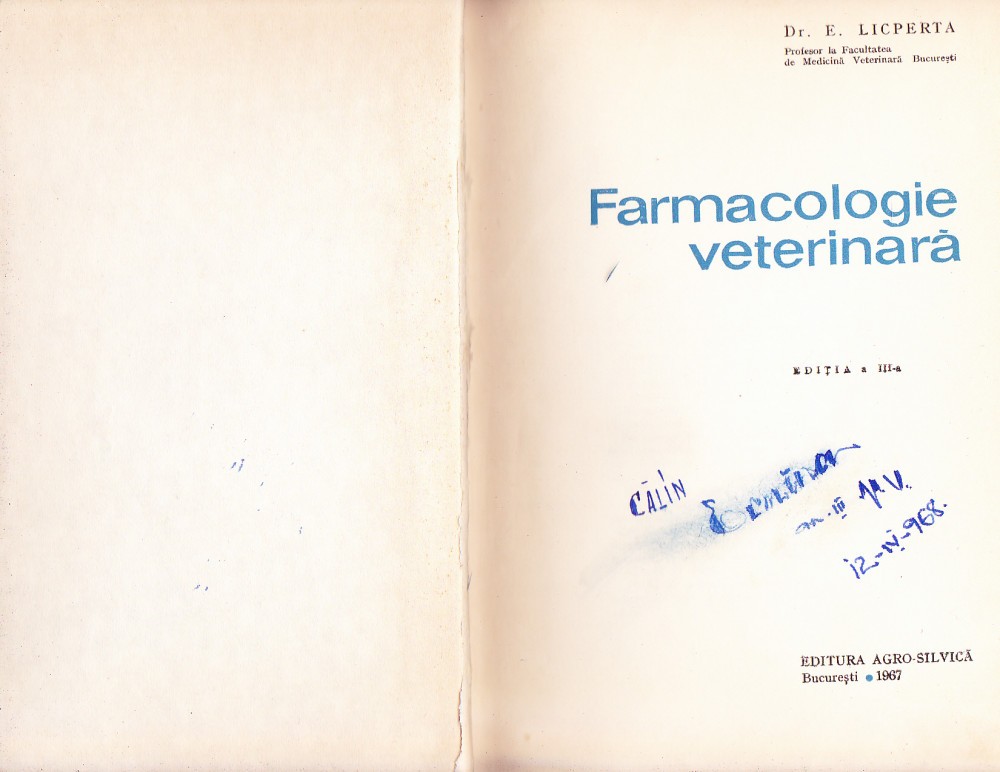 Dr. E. LICPERTA
Profesor la Facultatea
de Medicină Veterinară București
Farmacologie
veterinară
EDIȚIA a III-a
CĂLIN
an. III M.V.
12-IV-968.
EDITURA AGRO-SILVICĂ
București • 1967